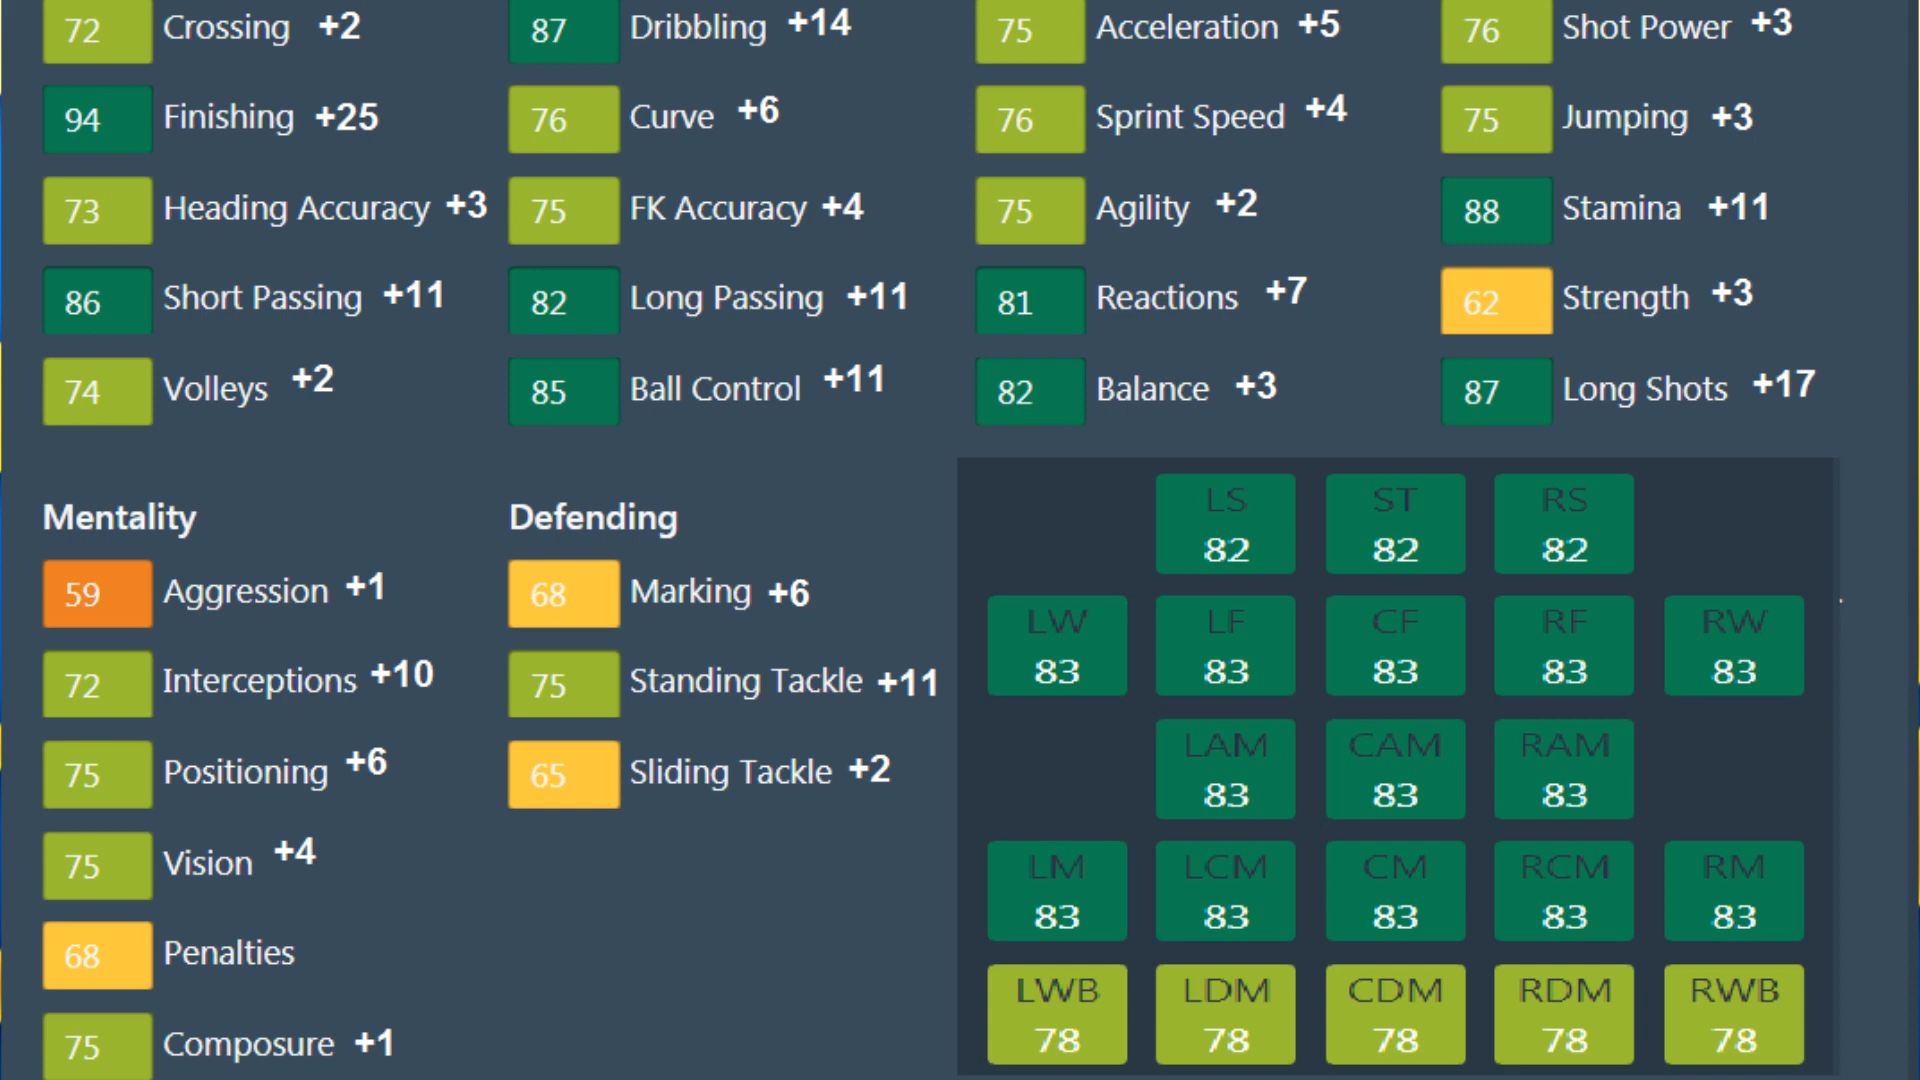 72 Crossing +2 87 Dribbling +14 75 Acceleration +5 76 Shot Power +3
94 Finishing +25 76 Curve +6 76 Sprint Speed +4 75 Jumping +3
73 Heading Accuracy +3 75 FK Accuracy +4 75 Agility +2 88 Stamina +11
86 Short Passing +11 82 Long Passing +11 81 Reactions +7 62 Strength +3
74 Volleys +2 85 Ball Control +11 82 Balance +3 87 Long Shots +17
Mentality
59 Aggression +1
72 Interceptions +10
75 Positioning +6
75 Vision +4
68 Penalties
75 Composure +1
Defending
68 Marking +6
75 Standing Tackle +11
65 Sliding Tackle +2
LS ST RS
82 82 82
LW LF CF RF RW
83 83 83 83 83
LAM CAM RAM
83 83 83
LM LCM CM RCM RM
83 83 83 83 83
LWB LDM CDM RDM RWB
78 78 78 78 78